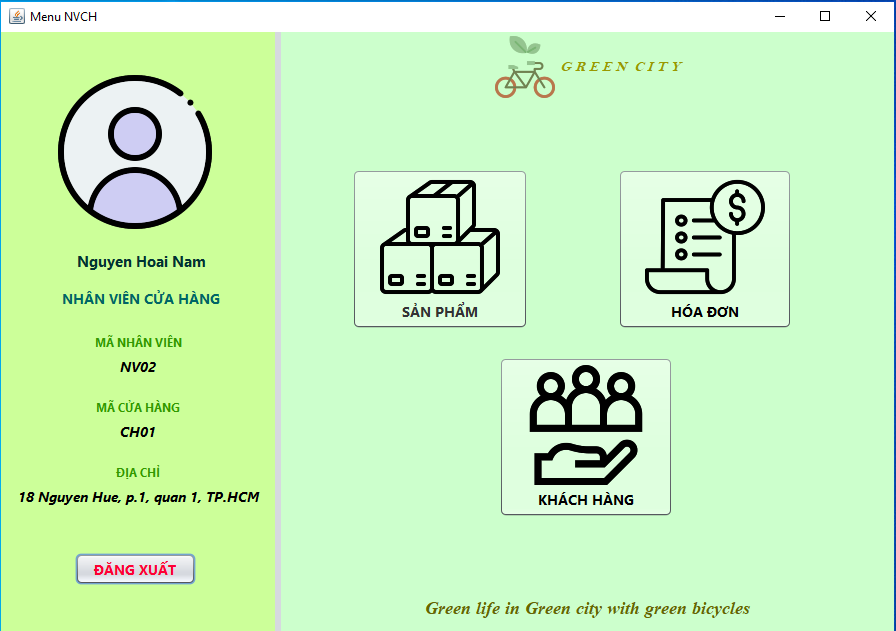 Menu NVCH
GREEN CITY
Nguyen Hoai Nam
NHÂN VIÊN CỬA HÀNG
MÃ NHÂN VIÊN
NV02
MÃ CỬA HÀNG
CH01
ĐỊA CHỈ
18 Nguyen Hue, p.1, quan 1, TP.HCM
ĐĂNG XUẤT
SẢN PHẨM
HÓA ĐƠN
$
KHÁCH HÀNG
Green life in Green city with green bicycles